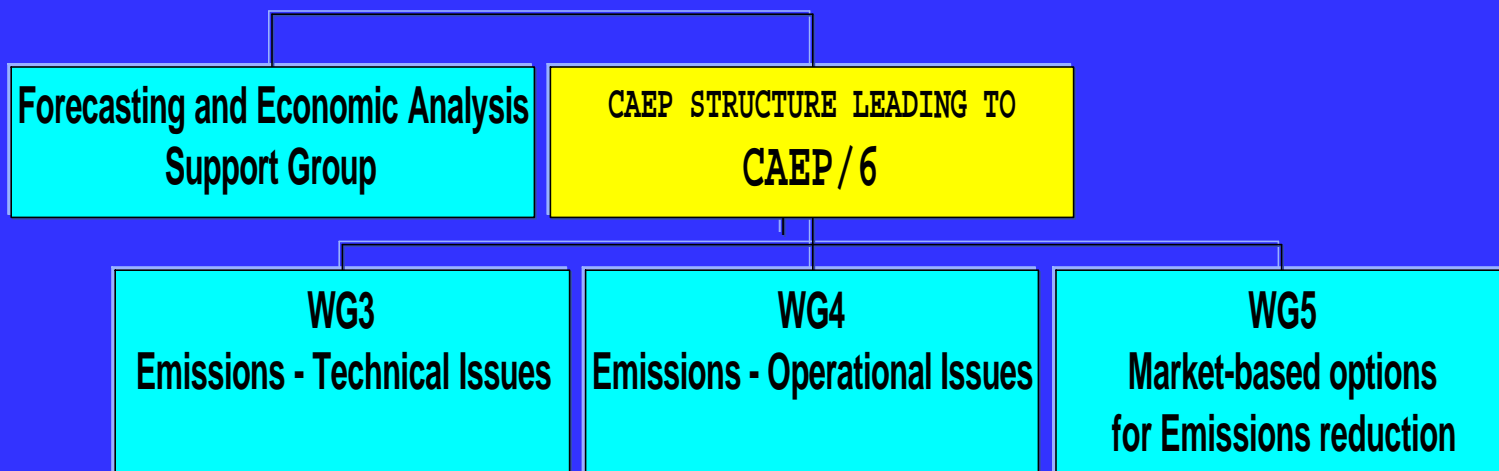 Forecasting and Economic Analysis
Support Group
CAEP STRUCTURE LEADING TO
CAEP/6
WG3
Emissions - Technical Issues
WG4
Emissions - Operational Issues
WG5
Market-based options
for Emissions reduction